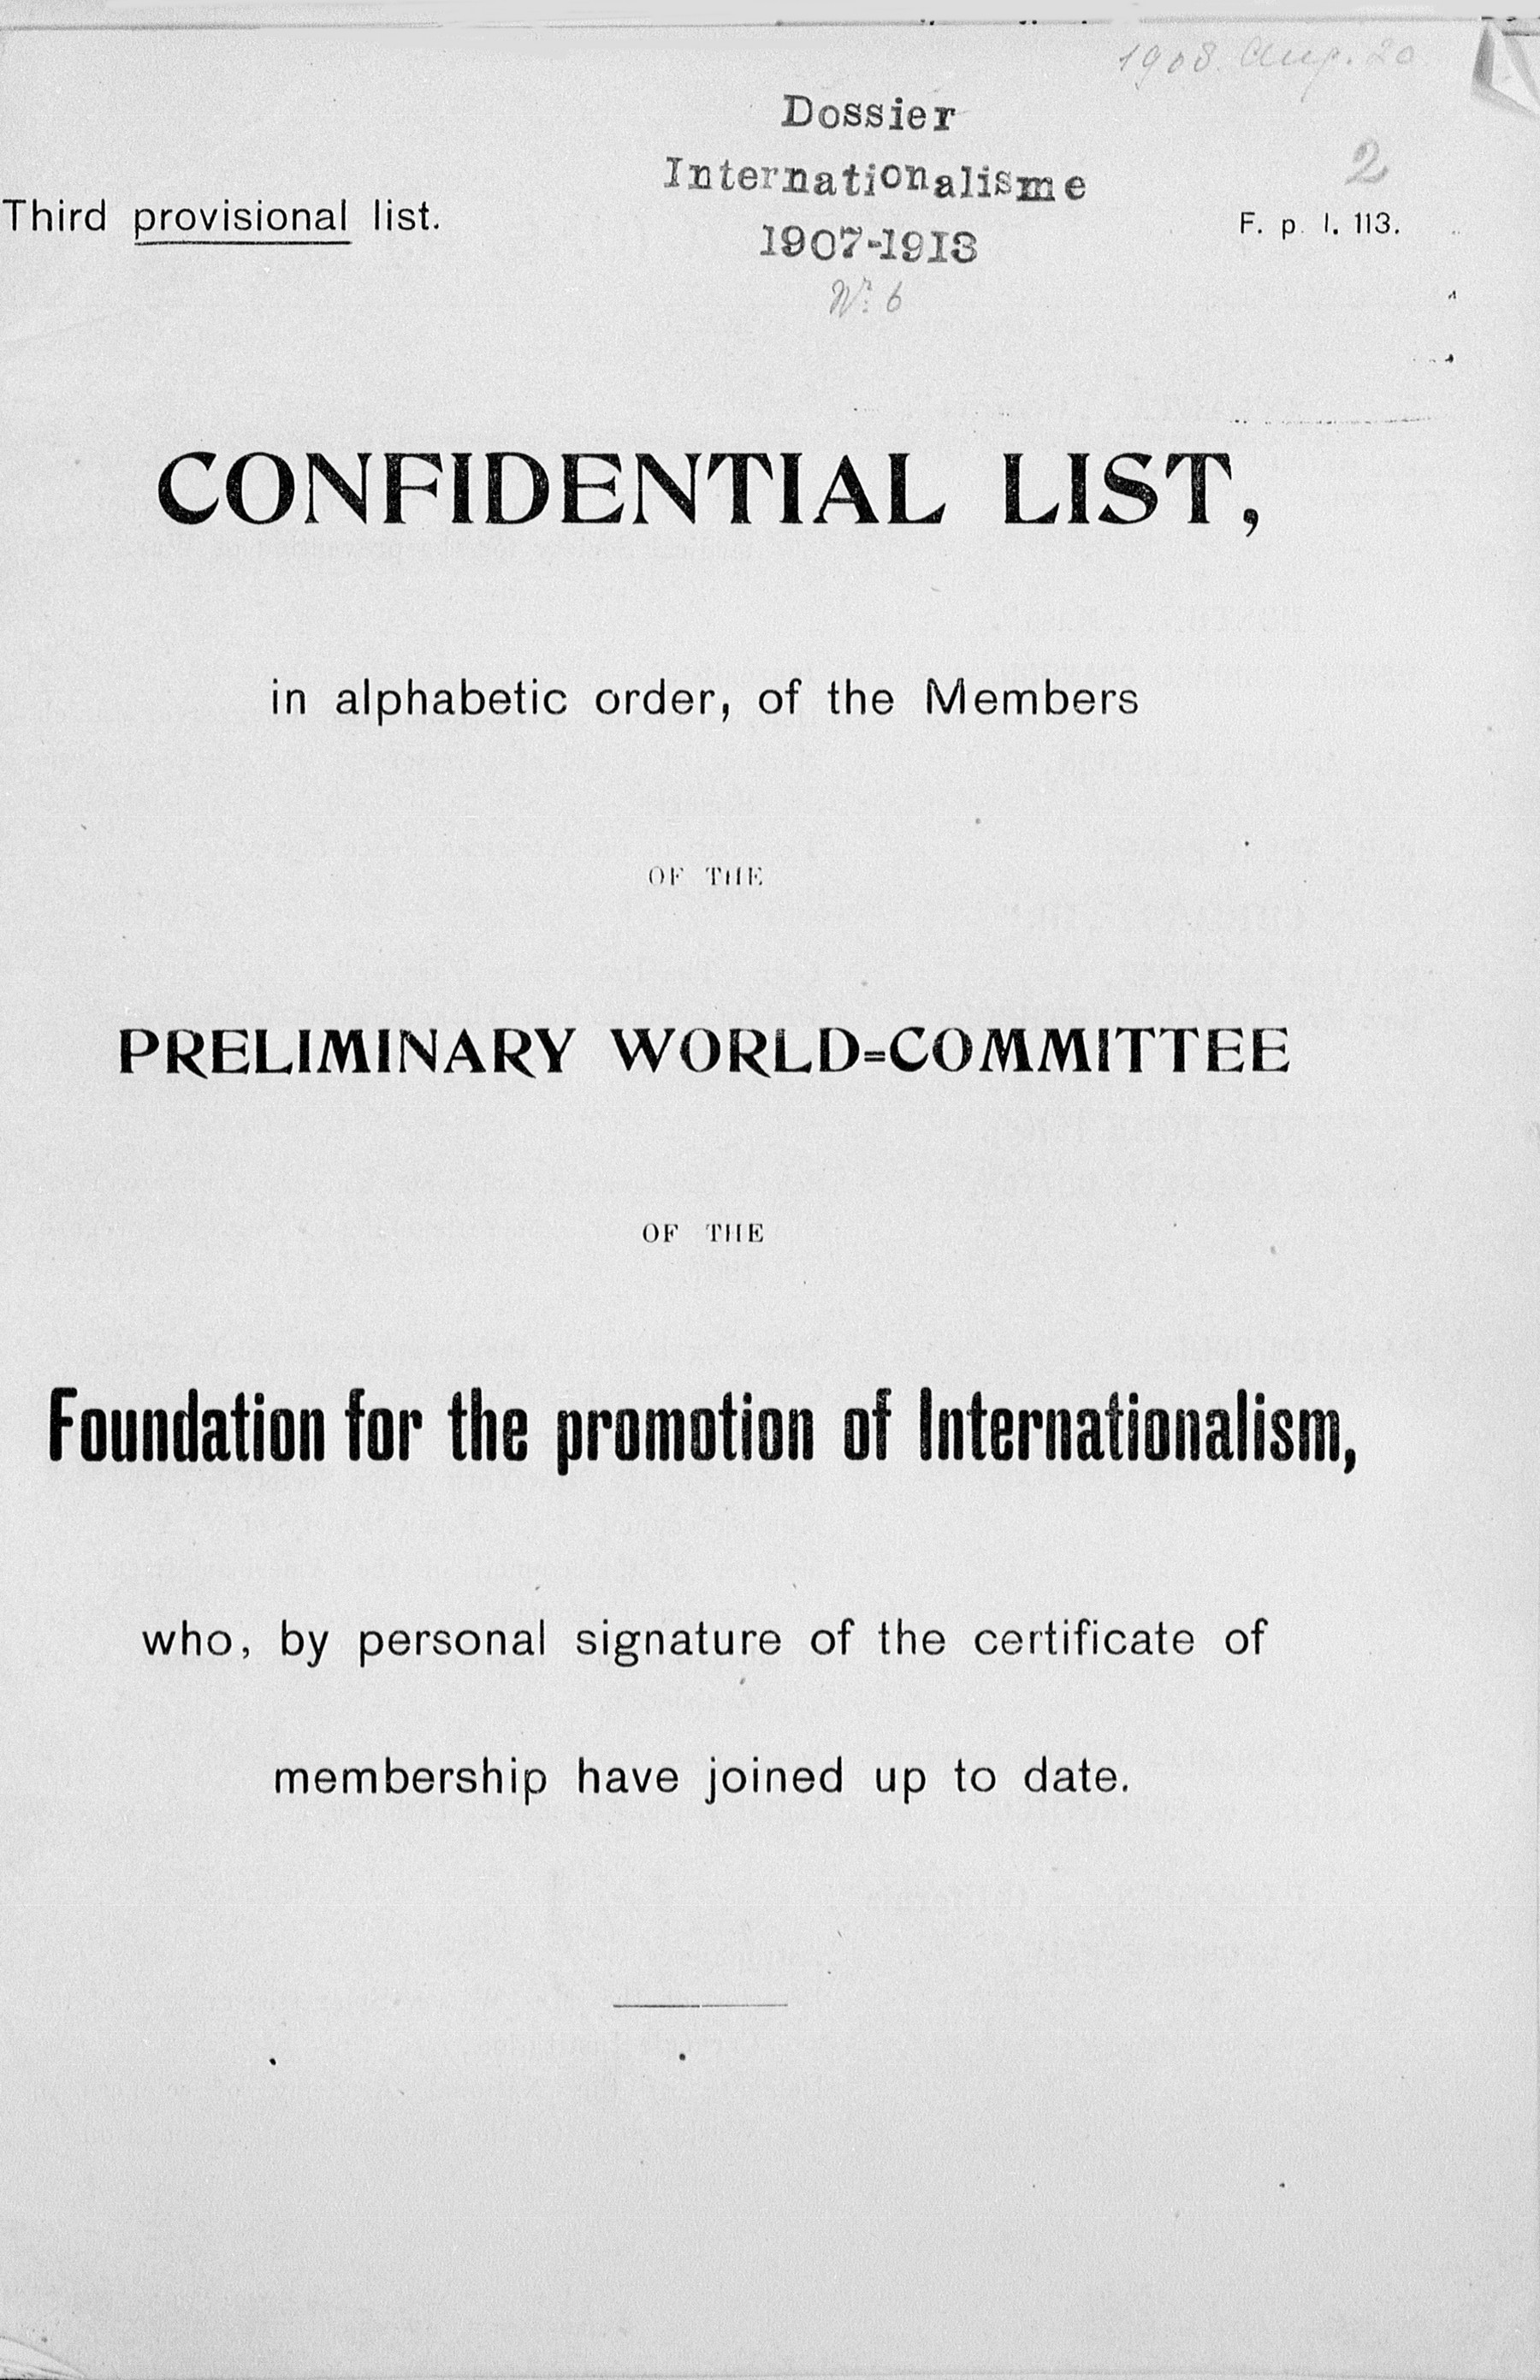 1908. Aug. 20
Dossier
Internationalisme
1907-1913
Nr. 6
2
Third provisional list.
F. p. I. 113.
CONFIDENTIAL LIST,
in alphabetic order, of the Members
OF THE
PRELIMINARY WORLD=COMMITTEE
OF THE
Foundation for the promotion of Internationalism,
who, by personal signature of the certificate of
membership have joined up to date.